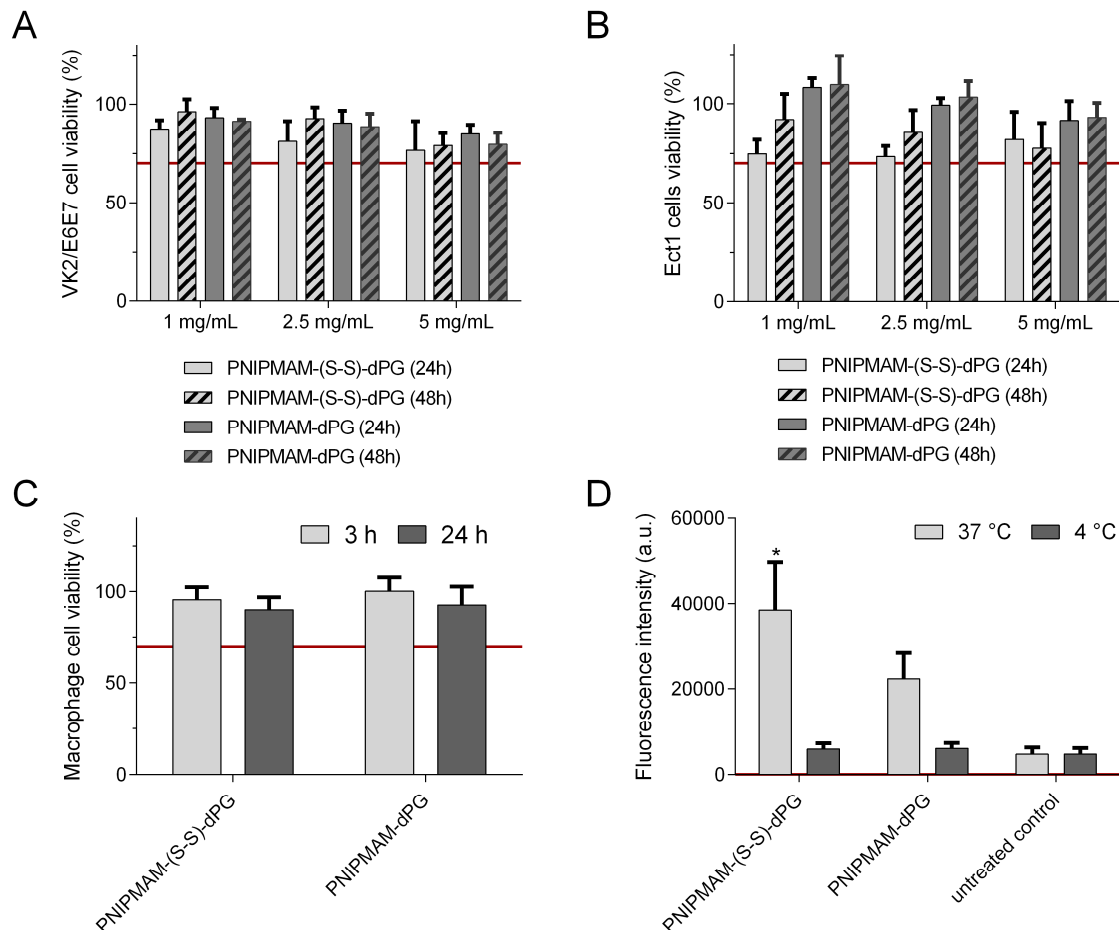 A
VK2/E6E7 cell viability (%)
100
50
0
1 mg/mL
2.5 mg/mL
5 mg/mL
PNIPMAM-(S-S)-dPG (24h)
PNIPMAM-(S-S)-dPG (48h)
PNIPMAM-dPG (24h)
PNIPMAM-dPG (48h)
B
Ect1 cells viability (%)
100
50
0
1 mg/mL
2.5 mg/mL
5 mg/mL
PNIPMAM-(S-S)-dPG (24h)
PNIPMAM-(S-S)-dPG (48h)
PNIPMAM-dPG (24h)
PNIPMAM-dPG (48h)
C
Macrophage cell viability (%)
3 h
24 h
100
50
0
PNIPMAM-(S-S)-dPG
PNIPMAM-dPG
D
Fluorescence intensity (a.u.)
60000
40000
20000
0
37 °C
4 °C
*
PNIPMAM-(S-S)-dPG
PNIPMAM-dPG
untreated control